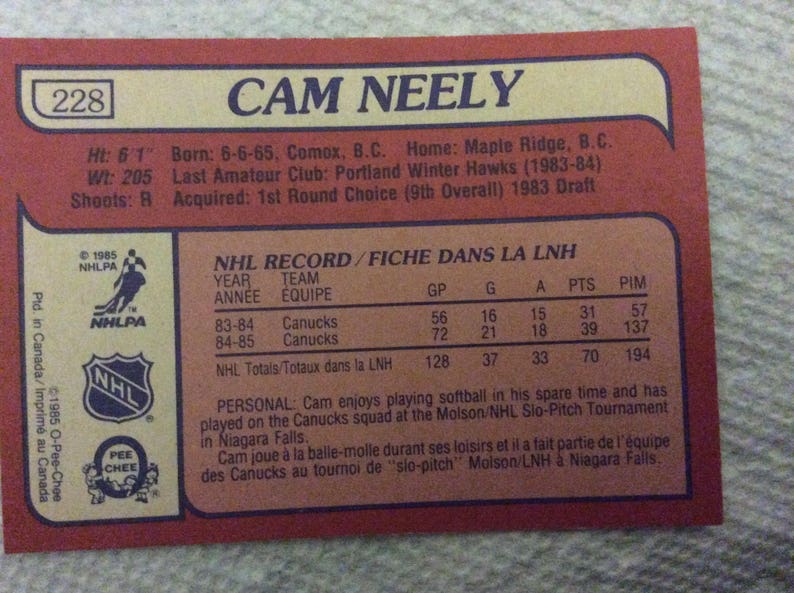 228
CAM NEELY
Ht: 6'1" Born: 6-6-65, Comox, B.C. Home: Maple Ridge, B.C.
Wt: 205 Last Amateur Club: Portland Winter Hawks (1983-84)
Shoots: R Acquired: 1st Round Choice (9th Overall) 1983 Draft
© 1985
NHLPA
TM
NHLPA
NHL
O
PEE
CHEE
®
Ptd. in Canada/Imprimé au Canada
©1985 O-Pee-Chee
NHL RECORD/FICHE DANS LA LNH
YEAR TEAM
ANNÉE ÉQUIPE GP G A PTS PIM
83-84 Canucks 56 16 15 31 57
84-85 Canucks 72 21 18 39 137
NHL Totals/Totaux dans la LNH 128 37 33 70 194
PERSONAL: Cam enjoys playing softball in his spare time and has
played on the Canucks squad at the Molson/NHL Slo-Pitch Tournament
in Niagara Falls.
Cam joue à la balle-molle durant ses loisirs et il a fait partie de l'équipe
des Canucks au tournoi de "slo-pitch" Molson/LNH à Niagara Falls.